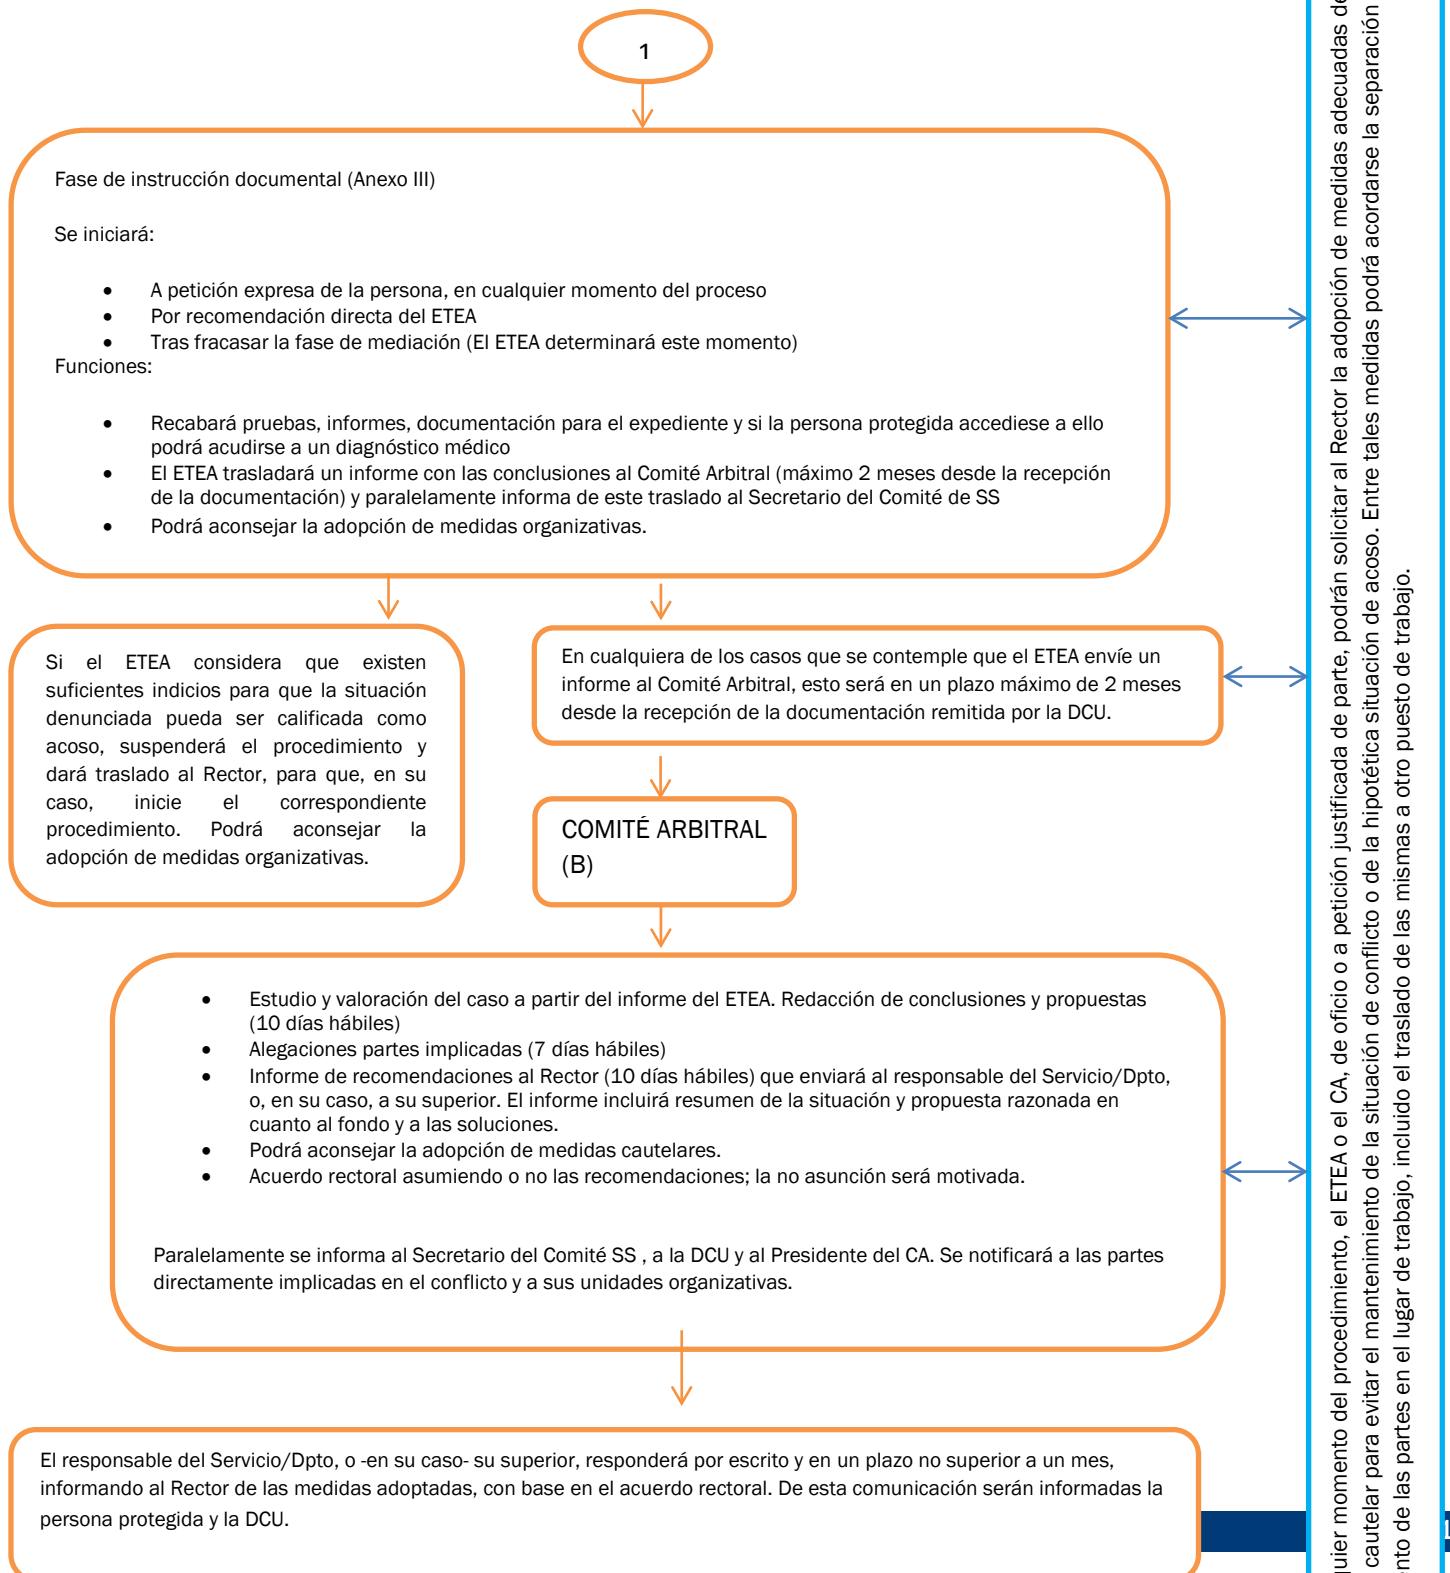 1
Fase de instrucción documental (Anexo III)
Se iniciará:
• A petición expresa de la persona, en cualquier momento del proceso
• Por recomendación directa del ETEA
• Tras fracasar la fase de mediación (El ETEA determinará este momento)
Funciones:
• Recabará pruebas, informes, documentación para el expediente y si la persona protegida accediese a ello
podrá acudirse a un diagnóstico médico
• El ETEA trasladará un informe con las conclusiones al Comité Arbitral (máximo 2 meses desde la recepción
de la documentación) y paralelamente informa de este traslado al Secretario del Comité de SS
• Podrá aconsejar la adopción de medidas organizativas.
Si el ETEA considera que existen
suficientes indicios para que la situación
denunciada pueda ser calificada como
acoso, suspenderá el procedimiento y
dará traslado al Rector, para que, en su
caso, inicie el correspondiente
procedimiento. Podrá aconsejar la
adopción de medidas organizativas.
En cualquiera de los casos que se contemple que el ETEA envíe un
informe al Comité Arbitral, esto será en un plazo máximo de 2 meses
desde la recepción de la documentación remitida por la DCU.
COMITÉ ARBITRAL
(B)
• Estudio y valoración del caso a partir del informe del ETEA. Redacción de conclusiones y propuestas
(10 días hábiles)
• Alegaciones partes implicadas (7 días hábiles)
• Informe de recomendaciones al Rector (10 días hábiles) que enviará al responsable del Servicio/Dpto,
o, en su caso, a su superior. El informe incluirá resumen de la situación y propuesta razonada en
cuanto al fondo y a las soluciones.
• Podrá aconsejar la adopción de medidas cautelares.
• Acuerdo rectoral asumiendo o no las recomendaciones; la no asunción será motivada.
Paralelamente se informa al Secretario del Comité SS , a la DCU y al Presidente del CA. Se notificará a las partes
directamente implicadas en el conflicto y a sus unidades organizativas.
El responsable del Servicio/Dpto, o -en su caso- su superior, responderá por escrito y en un plazo no superior a un mes,
informando al Rector de las medidas adoptadas, con base en el acuerdo rectoral. De esta comunicación serán informadas la
persona protegida y la DCU.
momento del procedimiento, el ETEA o el CA, de oficio o a petición justificada de parte, podrán solicitar al Rector la adopción de medidas adecuadas de
cautelar para evitar el mantenimiento de la situación de conflicto o de la hipotética situación de acoso. Entre tales medidas podrá acordarse la separación
de las partes en el lugar de trabajo, incluido el traslado de las mismas a otro puesto de trabajo.